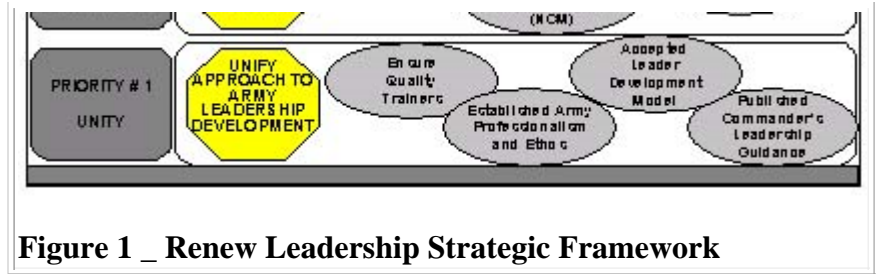 (NCM)
PRIORITY # 1
UNITY
UNIFY
APPROACH TO
ARMY
LEADERSHIP
DEVELOPMENT
Ensure
Quality
Trainers
Established Army
Professionalism
and Ethos
Accepted
Leader
Development
Model
Published
Commander's
Leadership
Guidance
Figure 1 _ Renew Leadership Strategic Framework